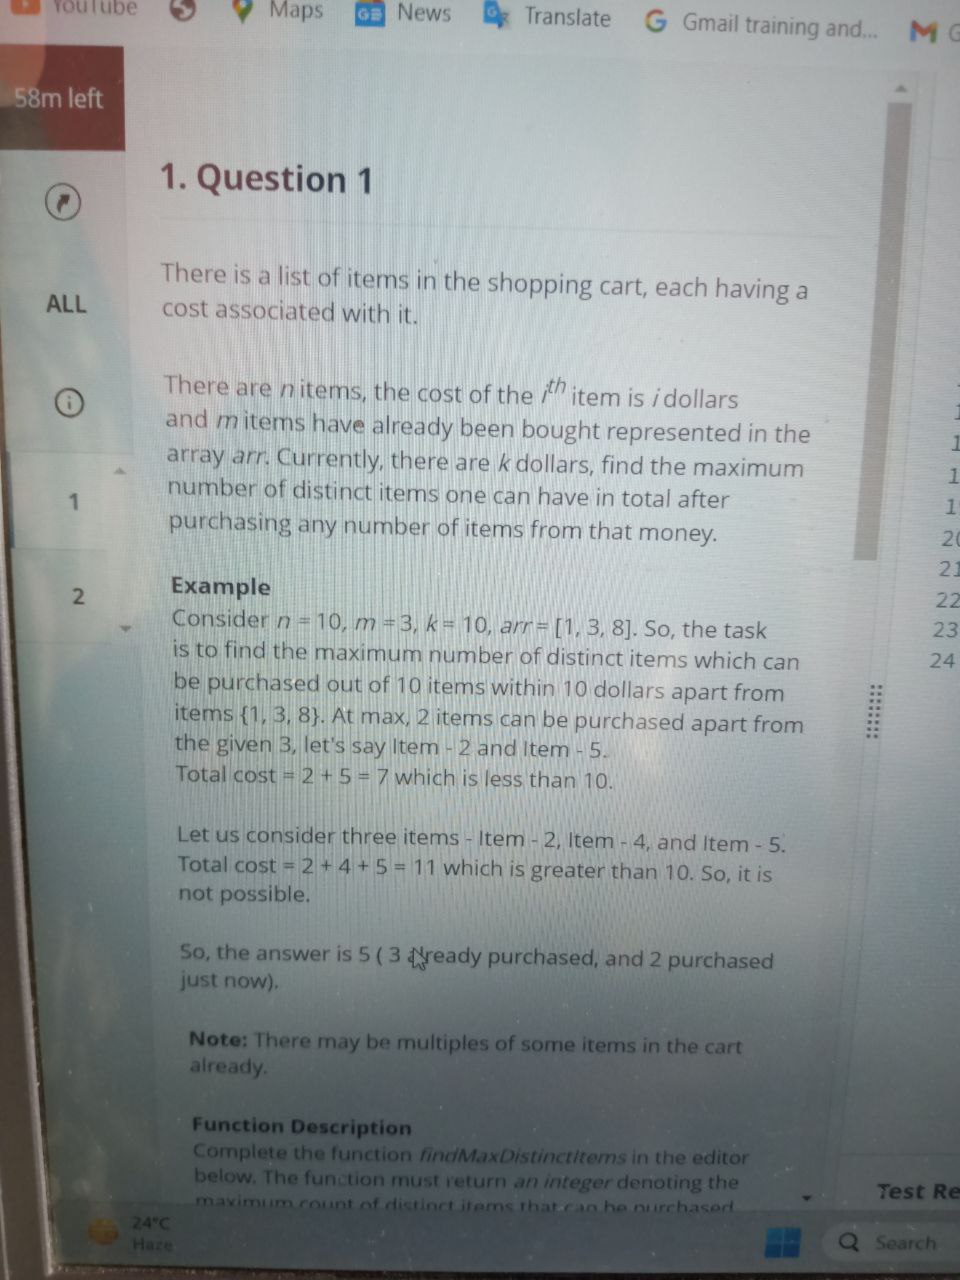 YouTube Maps News Translate Gmail training and... G
58m left
1. Question 1
There is a list of items in the shopping cart, each having a
cost associated with it.
ALL
There are n items, the cost of the ith item is i dollars
and m items have already been bought represented in the
array arr. Currently, there are k dollars, find the maximum
number of distinct items one can have in total after
purchasing any number of items from that money.
1
2
Example
Consider n = 10, m = 3, k = 10, arr = [1, 3, 8]. So, the task
is to find the maximum number of distinct items which can
be purchased out of 10 items within 10 dollars apart from
items {1, 3, 8}. At max, 2 items can be purchased apart from
the given 3, let's say Item - 2 and Item - 5.
Total cost = 2 + 5 = 7 which is less than 10.
Let us consider three items - Item - 2, Item - 4, and Item - 5.
Total cost = 2 + 4 + 5 = 11 which is greater than 10. So, it is
not possible.
So, the answer is 5 ( 3 already purchased, and 2 purchased
just now).
Note: There may be multiples of some items in the cart
already.
Function Description
Complete the function findMaxDistinctItems in the editor
below. The function must return an integer denoting the
maximum count of distinct items that can be purchased
20
21
22
23
24
Test Re
24°C
Haze
Search